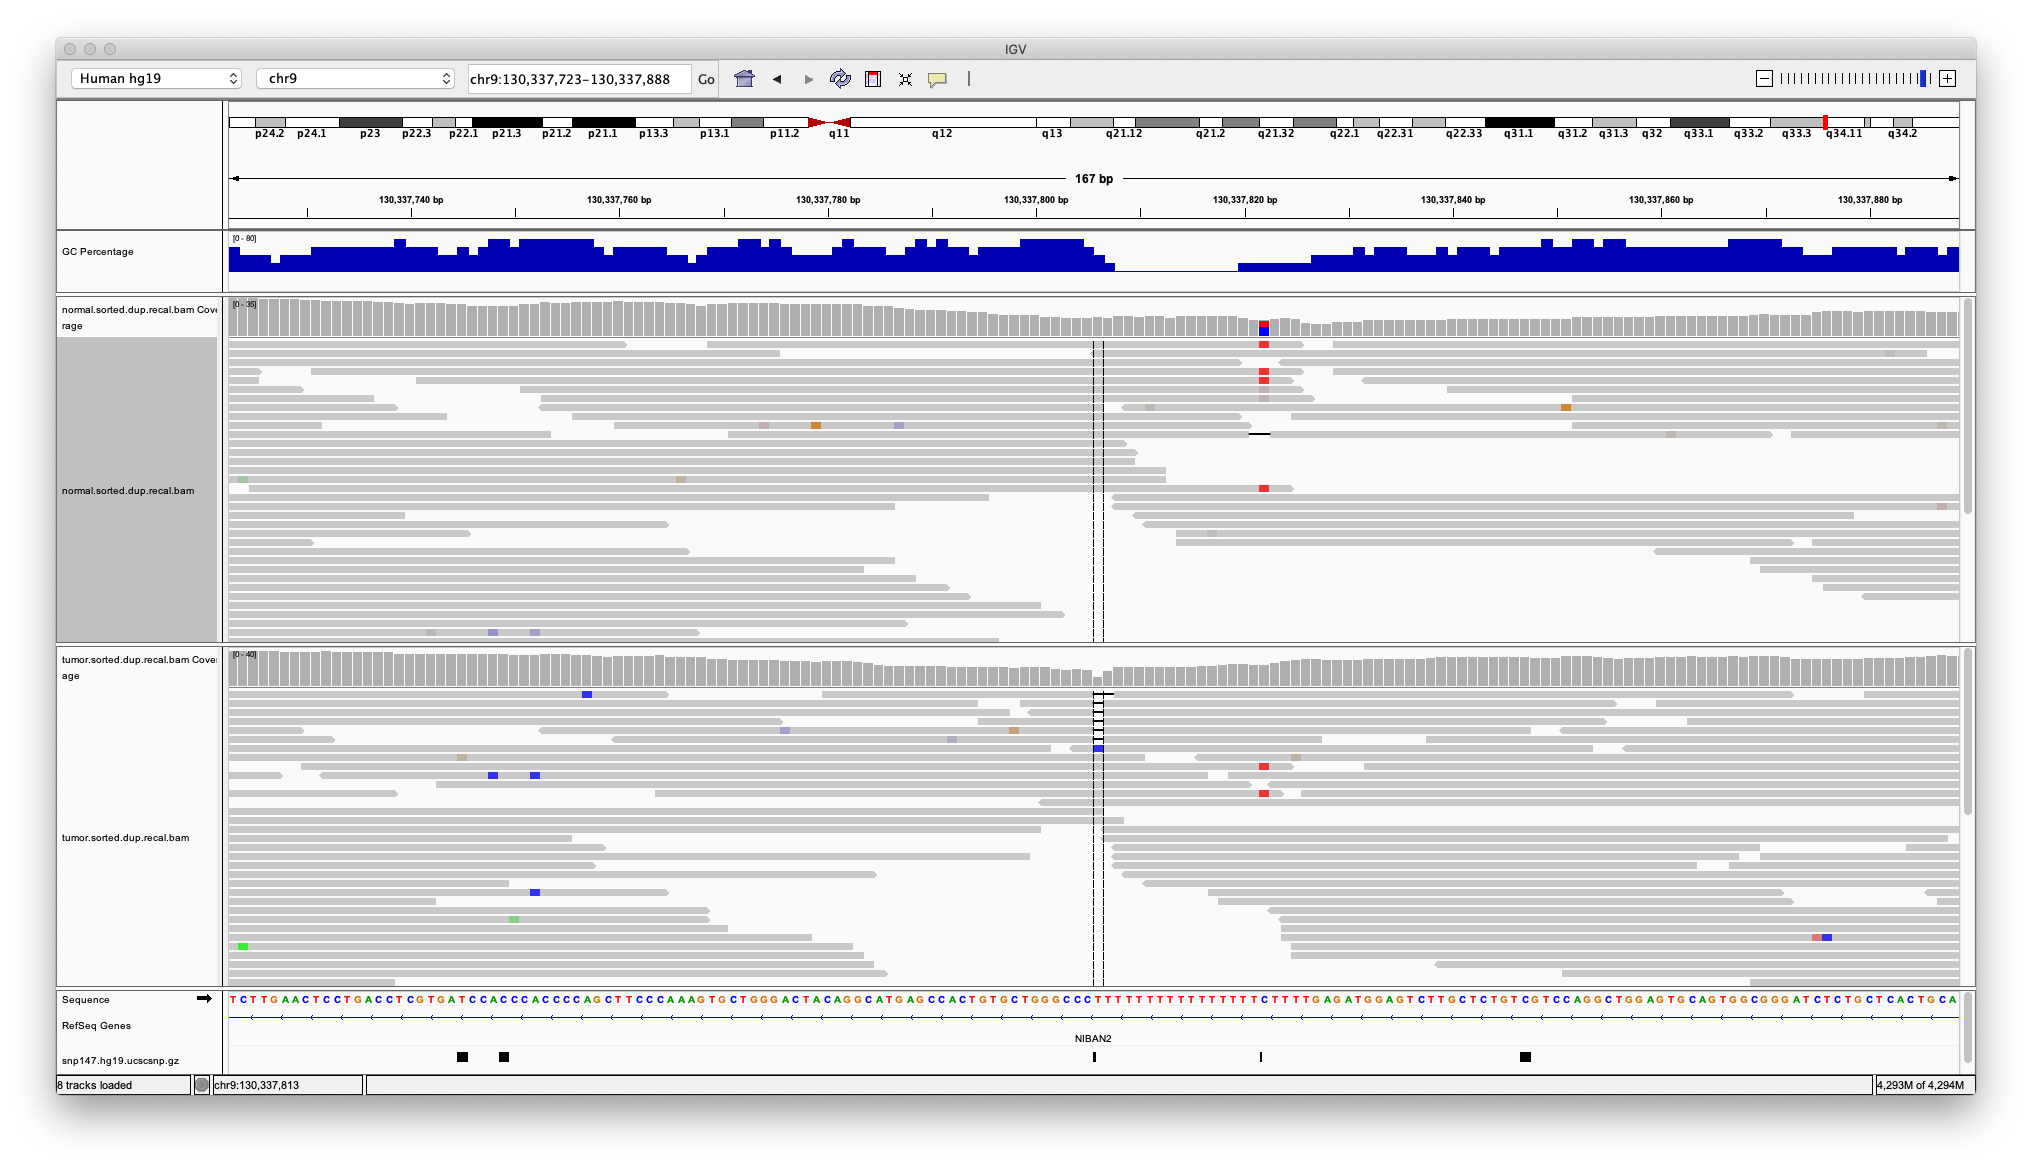 IGV
Human hg19 chr9 chr9:130,337,723-130,337,888 Go
p24.2 p24.1 p23 p22.3 p22.1 p21.3 p21.2 p21.1 p13.3 p13.1 p11.2 q11 q12 q13 q21.12 q21.2 q21.32 q22.1 q22.31 q22.33 q31.1 q31.2 q31.3 q32 q33.1 q33.2 q33.3 q34.11 q34.2
167 bp
130,337,740 bp 130,337,760 bp 130,337,780 bp 130,337,800 bp 130,337,820 bp 130,337,840 bp 130,337,860 bp 130,337,880 bp
[0 - 80]
GC Percentage
[0 - 35]
normal.sorted.dup.recal.bam Cove
rage
normal.sorted.dup.recal.bam
[0 - 40]
tumor.sorted.dup.recal.bam Cover
age
tumor.sorted.dup.recal.bam
Sequence TCTTGAACTCCTGACCTCGTGATCCACCCACCCCAGCTTCCCAAAGTGCTGGGACTACAGGCATGAGCCACTGTGCTGGGCCCTTTTTTTTTTTTTTTTCTTTTGAGATGGAGTCTTGCTCTGTCGTCCAGGCTGGAGTGCAGTGGCGGGATCTCTGCTCACTGCA
RefSeq Genes
NIBAN2
snp147.hg19.ucscsnp.gz
8 tracks loaded chr9:130,337,813 4,293M of 4,294M